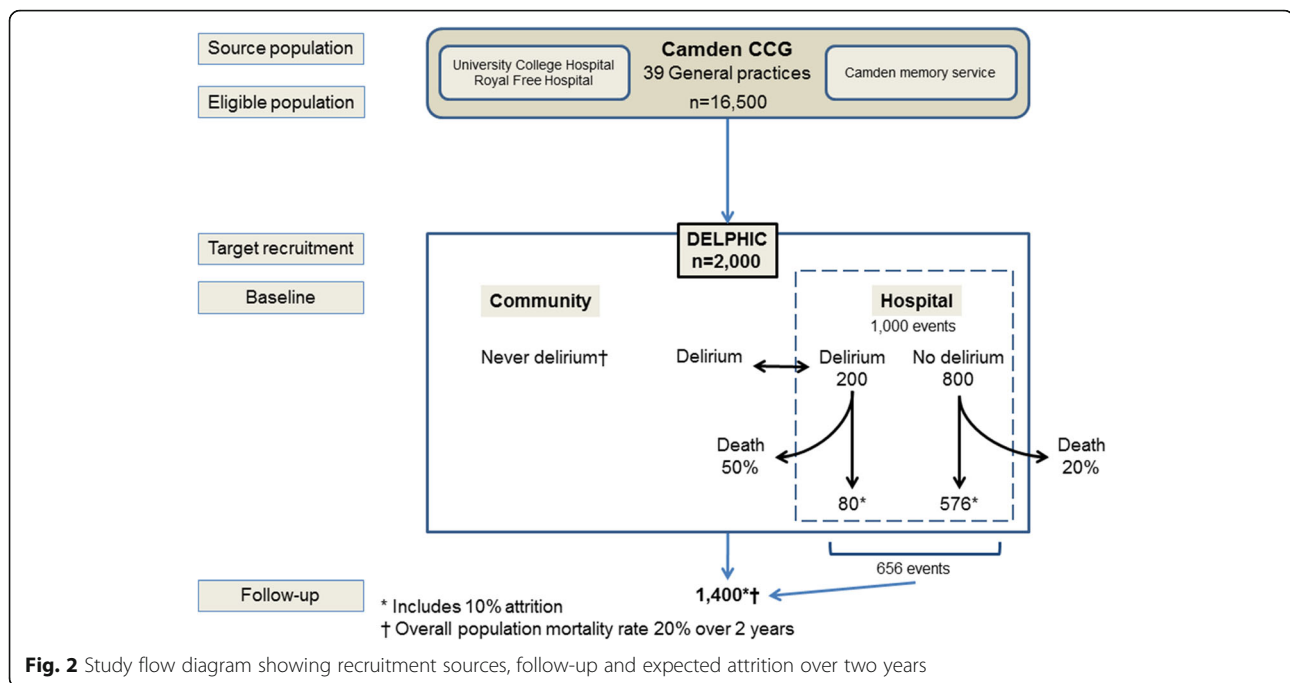 Source population
Eligible population
University College Hospital
Royal Free Hospital
Camden CCG
39 General practices
n=16,500
Camden memory service
Target recruitment
Baseline
DELPHIC
n=2,000
Community
Hospital
1,000 events
Never delirium†
Delirium
Delirium
200
No delirium
800
Death
50%
Death
20%
80*
576*
656 events
Follow-up
1,400*†
* Includes 10% attrition
† Overall population mortality rate 20% over 2 years
Fig. 2 Study flow diagram showing recruitment sources, follow-up and expected attrition over two years